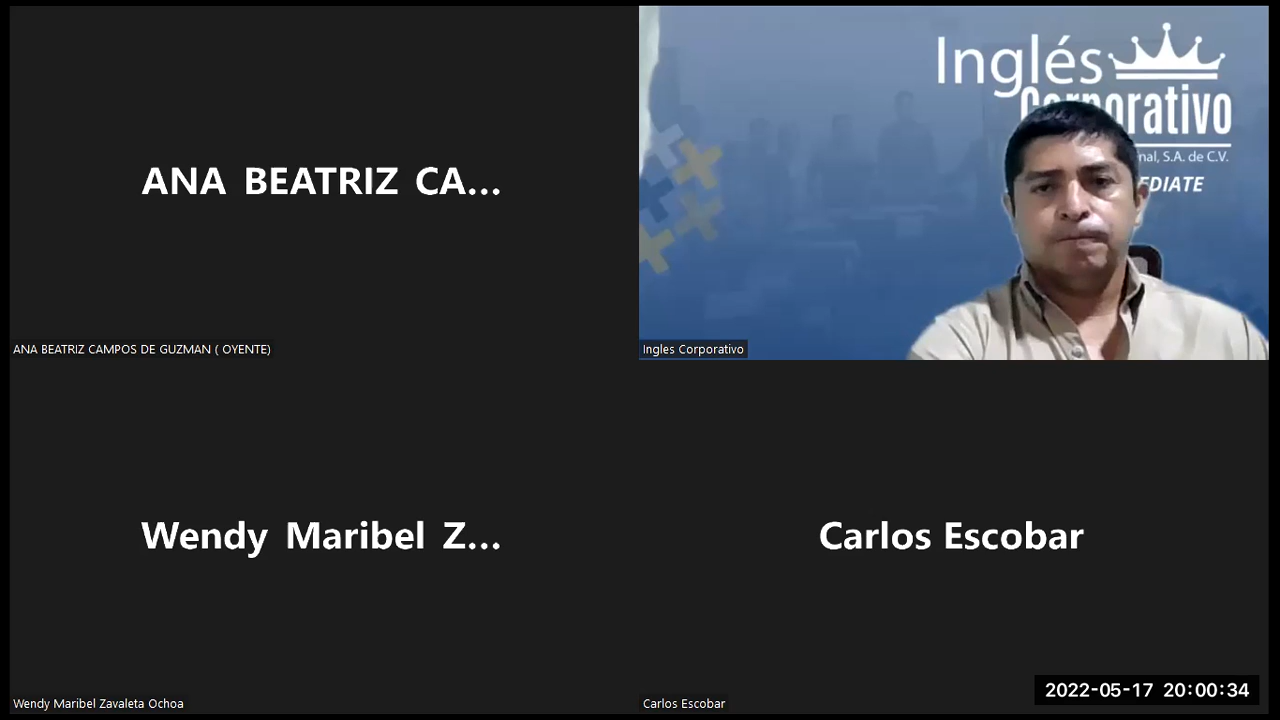 ANA BEATRIZ CA...
ANA BEATRIZ CAMPOS DE GUZMAN ( OYENTE)
Inglés
Corporativo
nal, S.A. de C.V.
EDIATE
Ingles Corporativo
Wendy Maribel Z...
Wendy Maribel Zavaleta Ochoa
Carlos Escobar
Carlos Escobar
2022-05-17 20:00:34